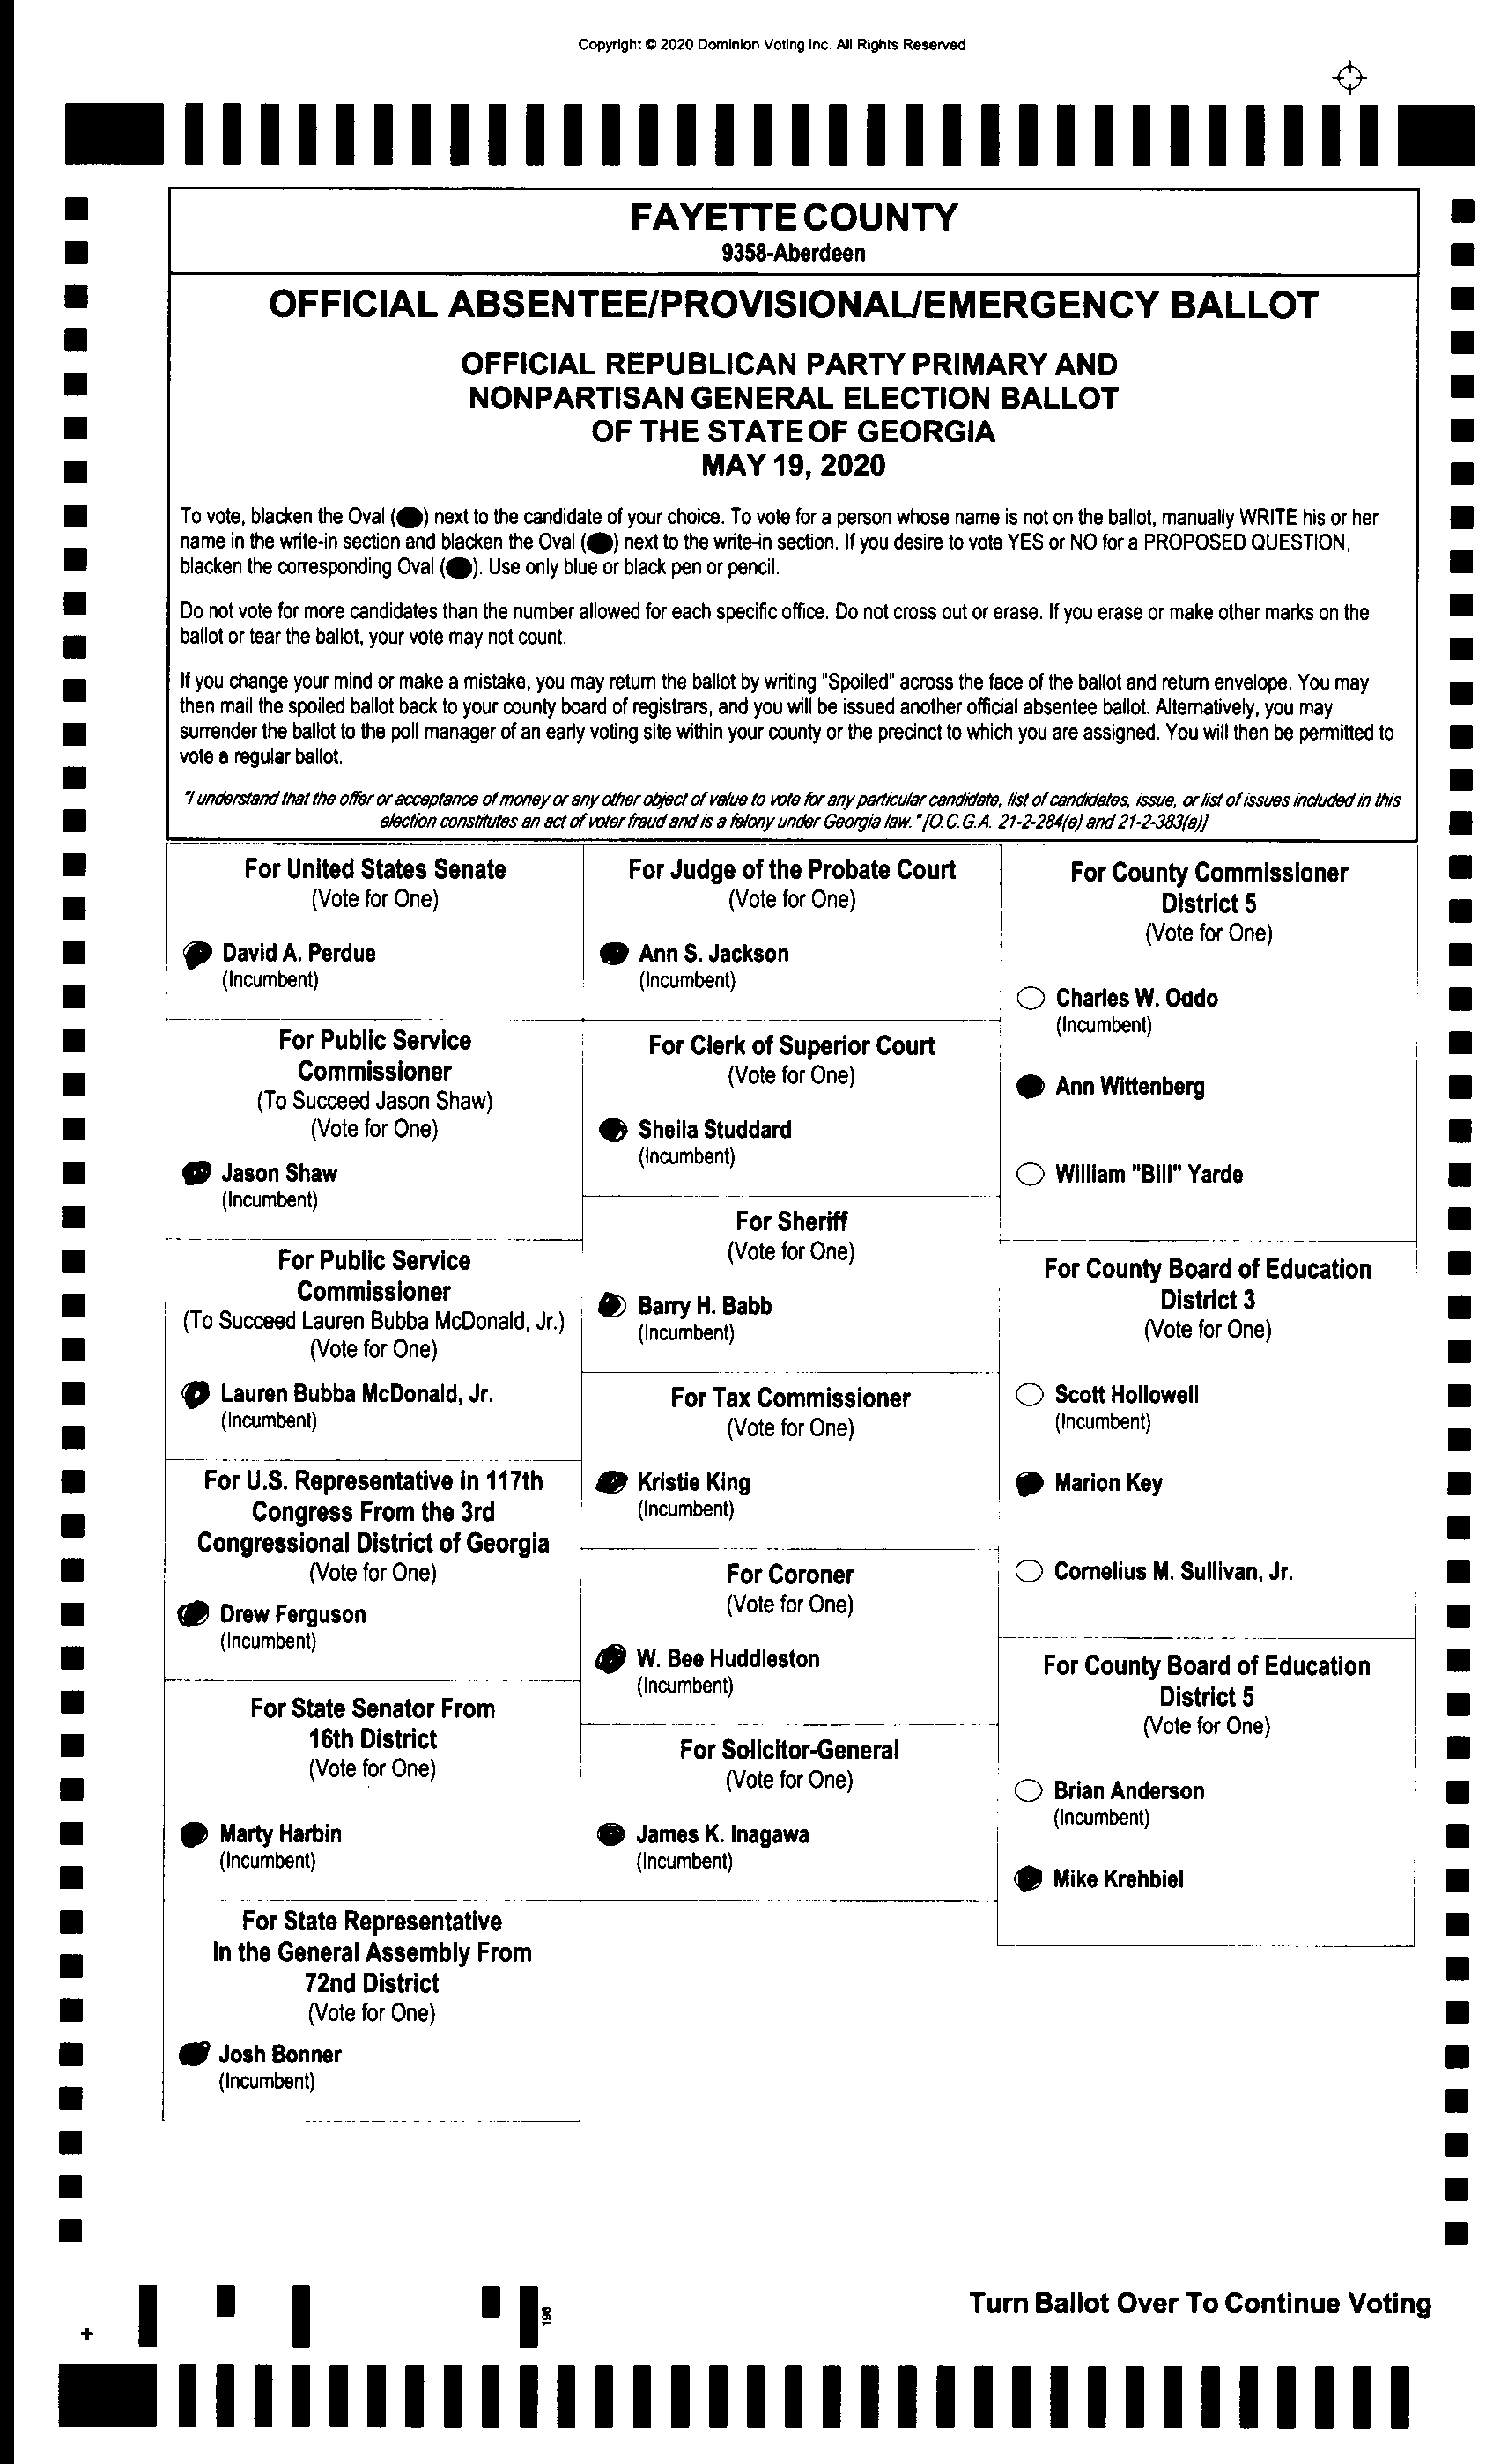 Copyright © 2020 Dominion Voting Inc. All Rights Reserved
FAYETTE COUNTY
9358-Aberdeen
OFFICIAL ABSENTEE/PROVISIONAL/EMERGENCY BALLOT
OFFICIAL REPUBLICAN PARTY PRIMARY AND
NONPARTISAN GENERAL ELECTION BALLOT
OF THE STATE OF GEORGIA
MAY 19, 2020
To vote, blacken the Oval ( ) next to the candidate of your choice. To vote for a person whose name is not on the ballot, manually WRITE his or her
name in the write-in section and blacken the Oval ( ) next to the write-in section. If you desire to vote YES or NO for a PROPOSED QUESTION,
blacken the corresponding Oval ( ). Use only blue or black pen or pencil.
Do not vote for more candidates than the number allowed for each specific office. Do not cross out or erase. If you erase or make other marks on the
ballot or tear the ballot, your vote may not count.
If you change your mind or make a mistake, you may return the ballot by writing "Spoiled" across the face of the ballot and return envelope. You may
then mail the spoiled ballot back to your county board of registrars, and you will be issued another official absentee ballot. Alternatively, you may
surrender the ballot to the poll manager of an early voting site within your county or the precinct to which you are assigned. You will then be permitted to
vote a regular ballot.
"I understand that the offer or acceptance of money or any other object of value to vote for any particular candidate, list of candidates, issue, or list of issues included in this
election constitutes an act of voter fraud and is a felony under Georgia law." [O.C.G.A. 21-2-284(e) and 21-2-383(a)]
For United States Senate
(Vote for One)
David A. Perdue
(Incumbent)
For Public Service
Commissioner
(To Succeed Jason Shaw)
(Vote for One)
Jason Shaw
(Incumbent)
For Public Service
Commissioner
(To Succeed Lauren Bubba McDonald, Jr.)
(Vote for One)
Lauren Bubba McDonald, Jr.
(Incumbent)
For U.S. Representative in 117th
Congress From the 3rd
Congressional District of Georgia
(Vote for One)
Drew Ferguson
(Incumbent)
For State Senator From
16th District
(Vote for One)
Marty Harbin
(Incumbent)
For State Representative
In the General Assembly From
72nd District
(Vote for One)
Josh Bonner
(Incumbent)
For Judge of the Probate Court
(Vote for One)
Ann S. Jackson
(Incumbent)
For Clerk of Superior Court
(Vote for One)
Sheila Studdard
(Incumbent)
For Sheriff
(Vote for One)
Barry H. Babb
(Incumbent)
For Tax Commissioner
(Vote for One)
Kristie King
(Incumbent)
For Coroner
(Vote for One)
W. Bee Huddleston
(Incumbent)
For Solicitor-General
(Vote for One)
James K. Inagawa
(Incumbent)
For County Commissioner
District 5
(Vote for One)
Charles W. Oddo
(Incumbent)
Ann Wittenberg
William "Bill" Yarde
For County Board of Education
District 3
(Vote for One)
Scott Hollowell
(Incumbent)
Marion Key
Cornelius M. Sullivan, Jr.
For County Board of Education
District 5
(Vote for One)
Brian Anderson
(Incumbent)
Mike Krehbiel
Turn Ballot Over To Continue Voting
196